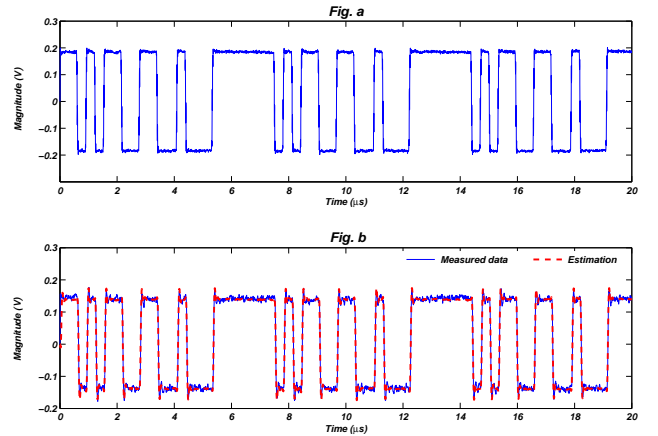 Fig. a
0.3
0.2
0.1
0
−0.1
−0.2
Magnitude (V)
0 2 4 6 8 10 12 14 16 18 20
Time (μs)
Fig. b
0.3
0.2
0.1
0
−0.1
−0.2
Magnitude (V)
Measured data Estimation
0 2 4 6 8 10 12 14 16 18 20
Time (μs)